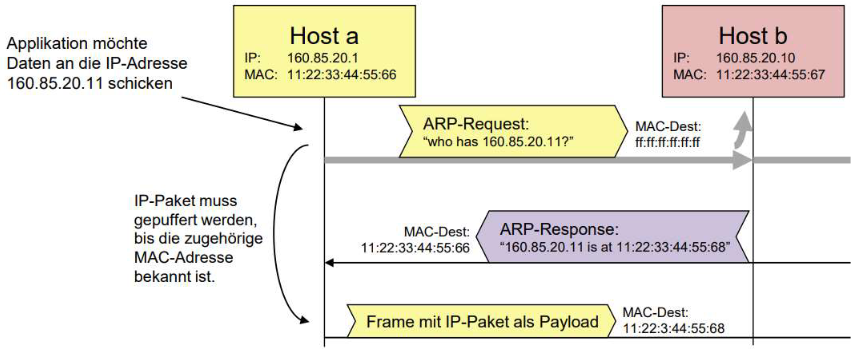 Applikation möchte
Daten an die IP-Adresse
160.85.20.11 schicken
Host a
IP: 160.85.20.1
MAC: 11:22:33:44:55:66
Host b
IP: 160.85.20.10
MAC: 11:22:33:44:55:67
ARP-Request:
“who has 160.85.20.11?”
MAC-Dest:
ff:ff:ff:ff:ff:ff
IP-Paket muss
gepuffert werden,
bis die zugehörige
MAC-Adresse
bekannt ist.
MAC-Dest:
11:22:33:44:55:66
ARP-Response:
“160.85.20.11 is at 11:22:33:44:55:68”
Frame mit IP-Paket als Payload
MAC-Dest:
11:22:3:44:55:68